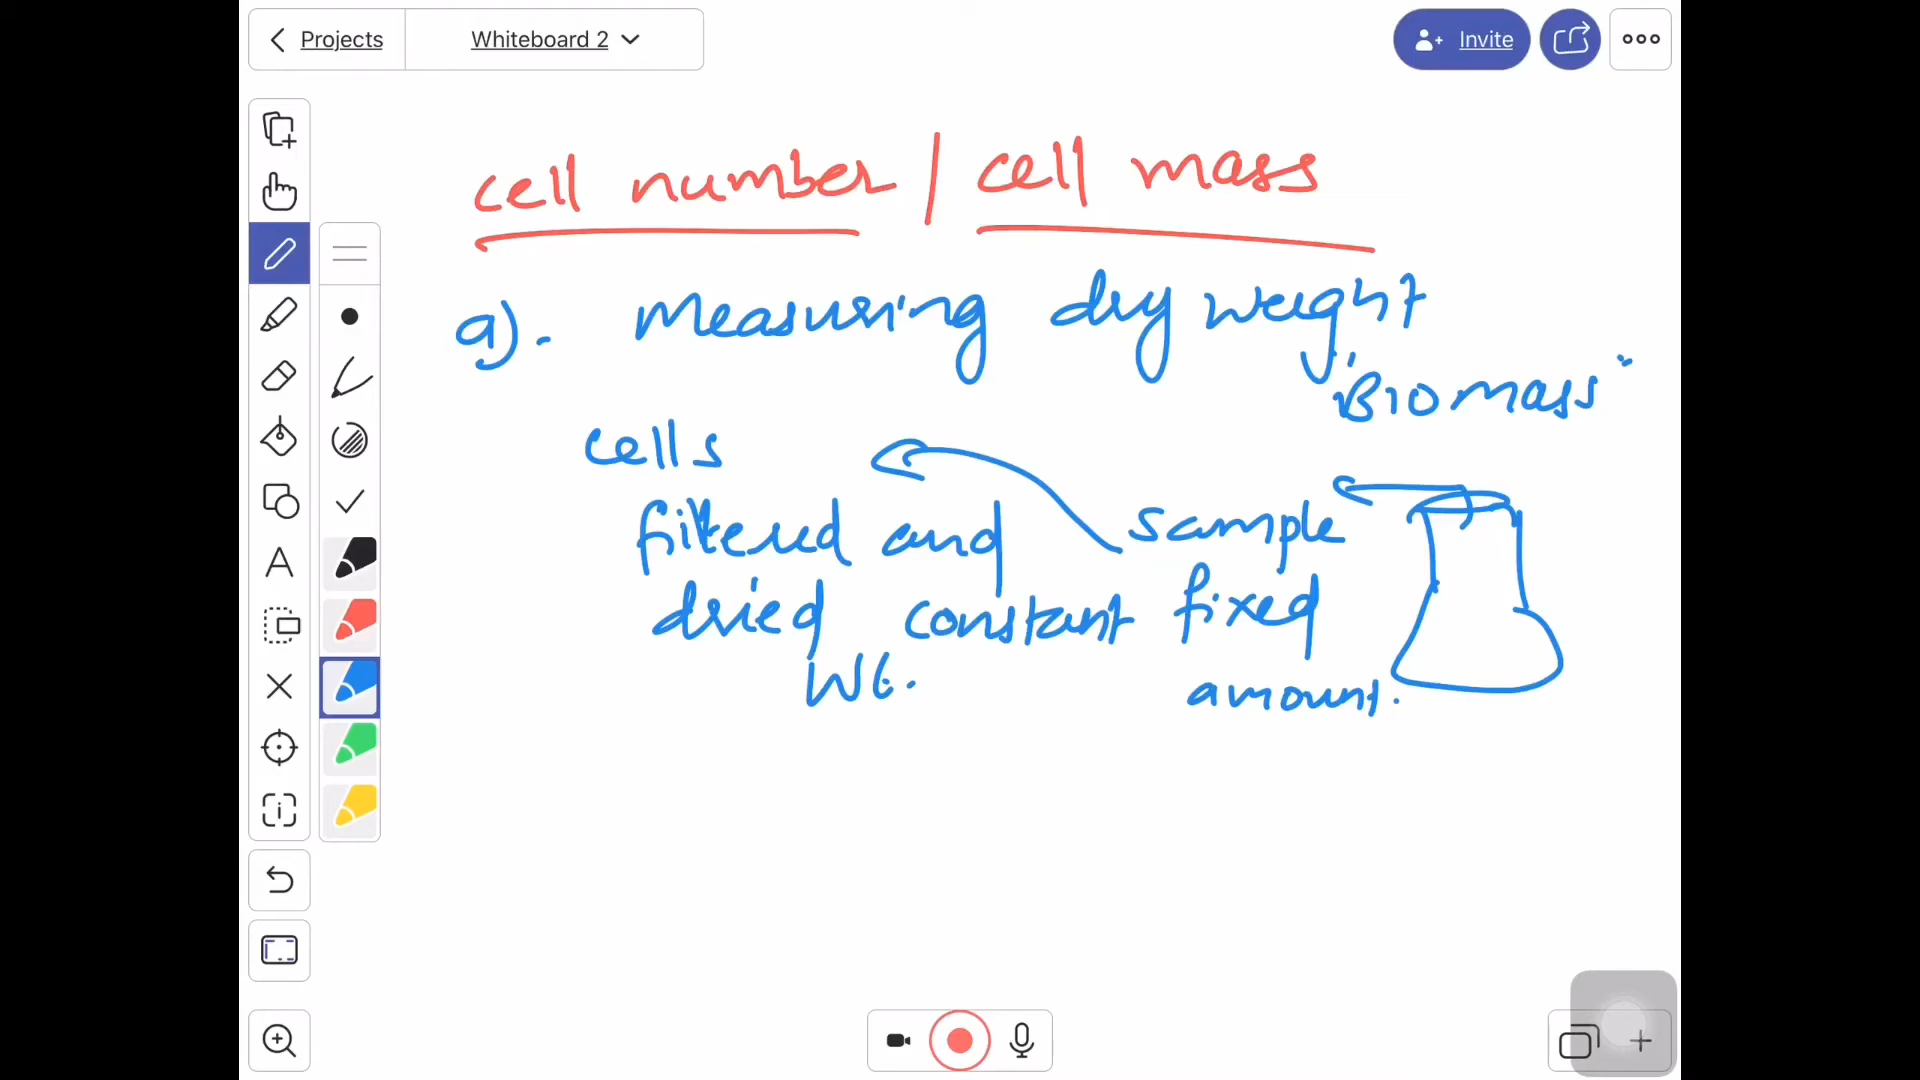 Projects
Whiteboard 2
Invite
cell number / cell mass
a). Measuring dry weight
"Biomass"
cells
filtered and
dried constant
wt.
sample
fixed
amount.
A